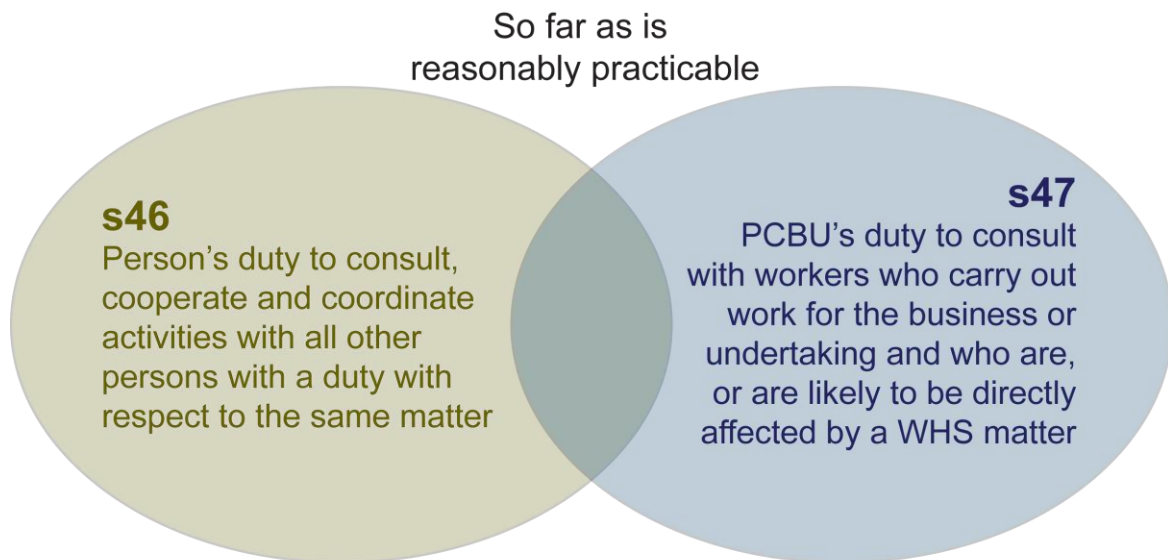 So far as is
reasonably practicable
s46
Person’s duty to consult,
cooperate and coordinate
activities with all other
persons with a duty with
respect to the same matter
s47
PCBU’s duty to consult
with workers who carry out
work for the business or
undertaking and who are,
or are likely to be directly
affected by a WHS matter